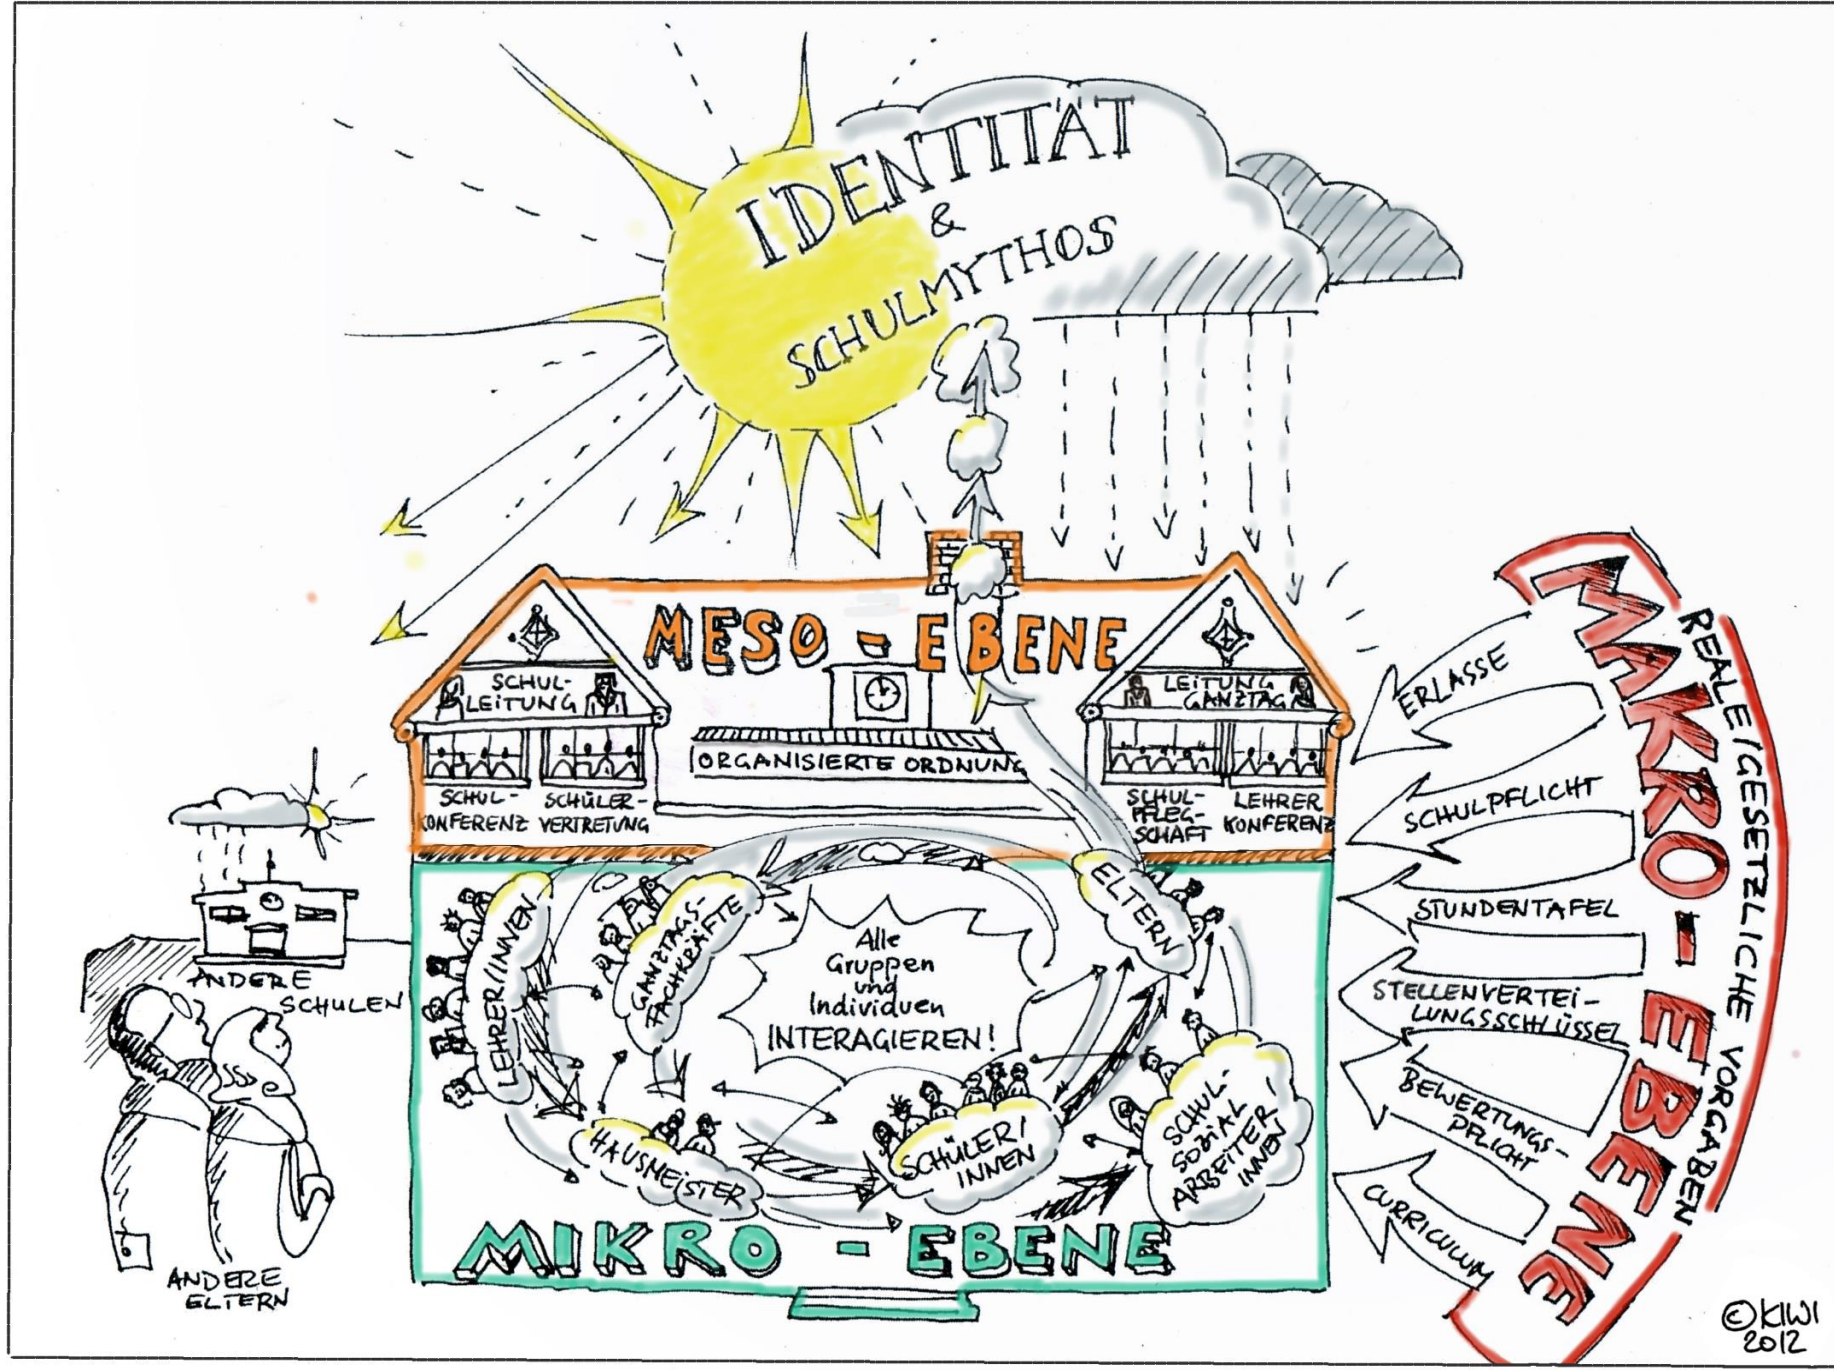 IDENTITÄT
&
SCHULMYTHOS
MESO - EBENE
SCHUL-
LEITUNG
LEITUNG
GANZTAG
ORGANISIERTE ORDNUNG
SCHUL-
KONFERENZ
SCHÜLER-
VERTRETUNG
SCHUL-
PFLEG-
SCHAFT
LEHRER
KONFERENZ
ANDERE
SCHULEN
ANDERE
ELTERN
LEHRER/INNEN
GANZTAGS-
FACHKRÄFTE
Alle
Gruppen
und
Individuen
INTERAGIEREN!
ELTERN
HAUSMEISTER
SCHÜLER/
INNEN
SCHUL-
SOZIAL
ARBEITER/
INNEN
MIKRO - EBENE
ERLASSE
SCHULPFLICHT
STUNDENTAFEL
STELLENVERTEI-
LUNGSSCHLÜSSEL
BEWERTUNGS-
PFLICHT
CURRICULUM
MAKRO - EBENE
REALE/GESETZLICHE VORGABEN
© KIWI
2012